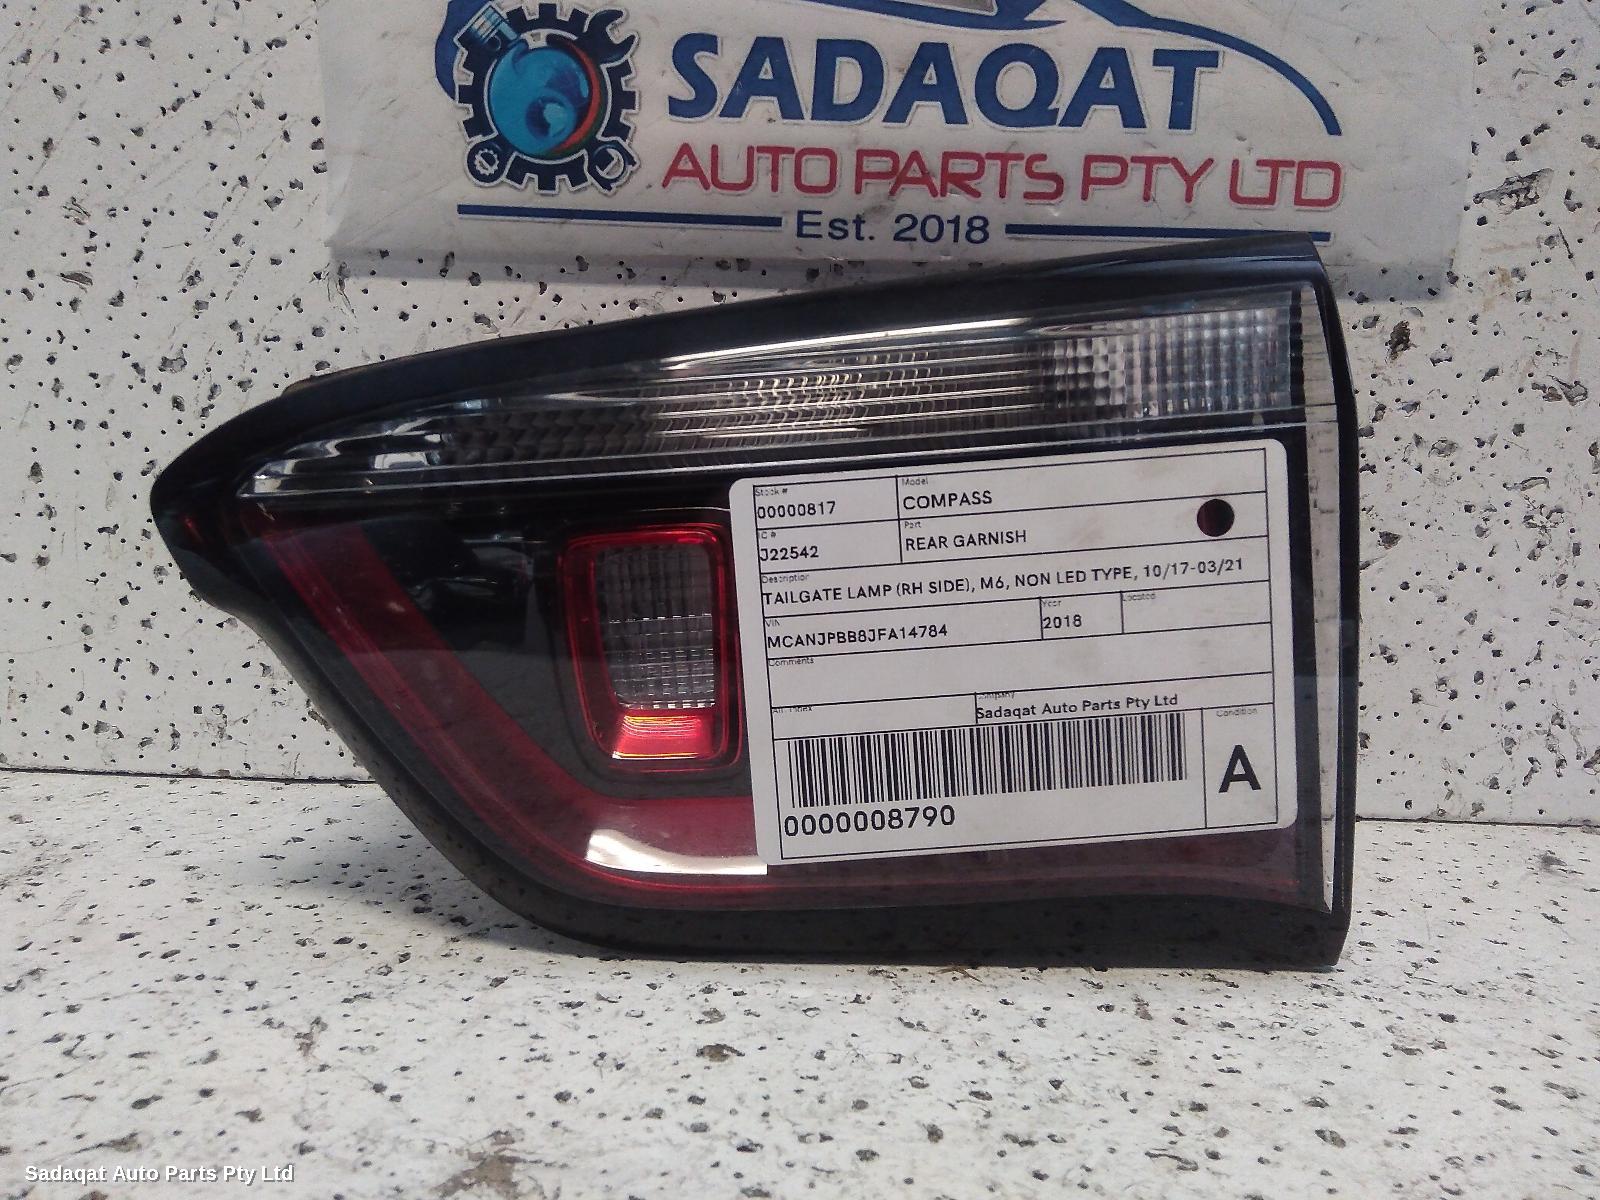 SADAQAT
AUTO PARTS PTY LTD
Est. 2018
Stock #
00000817
Model
COMPASS
IC #
J22542
Part
REAR GARNISH
Description
TAILGATE LAMP (RH SIDE), M6, NON LED TYPE, 10/17-03/21
VIN
MCANJPBB8JFA14784
Year
2018
Located
Comments
Alt. Index
Company
Sadaqat Auto Parts Pty Ltd
Condition
A
0000008790
Sadaqat Auto Parts Pty Ltd